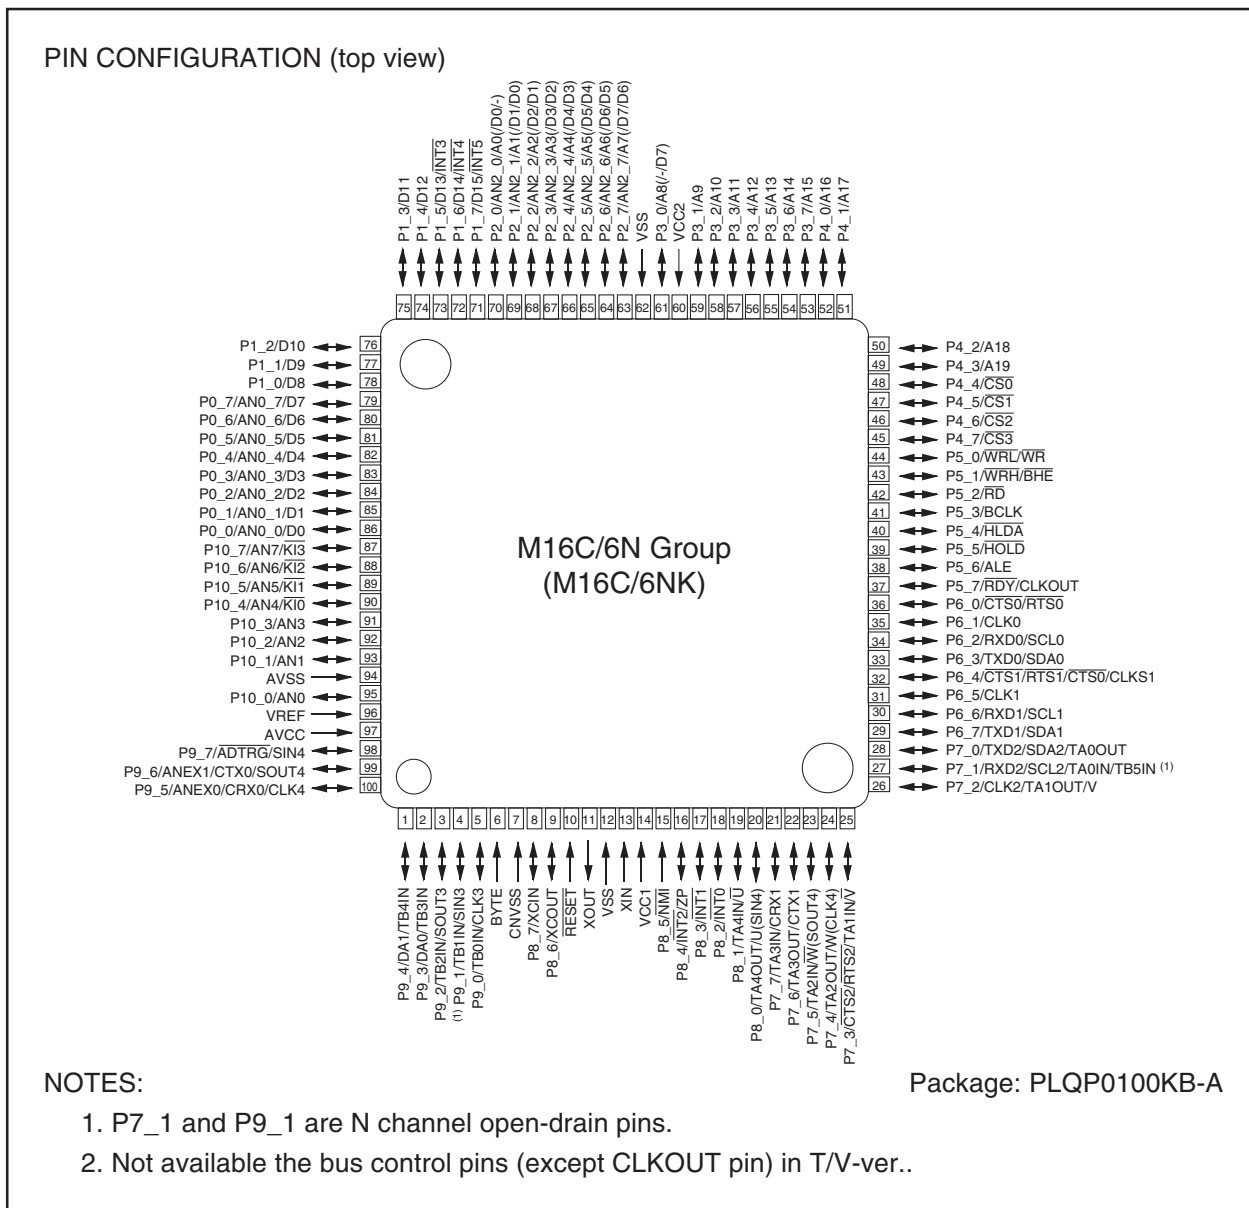 PIN CONFIGURATION (top view)
P1_3/D11
P1_4/D12
P1_5/D13/INT3
P1_6/D14/INT4
P1_7/D15/INT5
P2_0/AN2_0/A0(/D0/-)
P2_1/AN2_1/A1(/D1/D0)
P2_2/AN2_2/A2(/D2/D1)
P2_3/AN2_3/A3(/D3/D2)
P2_4/AN2_4/A4(/D4/D3)
P2_5/AN2_5/A5(/D5/D4)
P2_6/AN2_6/A6(/D6/D5)
P2_7/AN2_7/A7(/D7/D6)
VSS
P3_0/A8(/-/D7)
VCC2
P3_1/A9
P3_2/A10
P3_3/A11
P3_4/A12
P3_5/A13
P3_6/A14
P3_7/A15
P4_0/A16
P4_1/A17
75 74 73 72 71 70 69 68 67 66 65 64 63 62 61 60 59 58 57 56 55 54 53 52 51
P1_2/D10 76
P1_1/D9 77
P1_0/D8 78
P0_7/AN0_7/D7 79
P0_6/AN0_6/D6 80
P0_5/AN0_5/D5 81
P0_4/AN0_4/D4 82
P0_3/AN0_3/D3 83
P0_2/AN0_2/D2 84
P0_1/AN0_1/D1 85
P0_0/AN0_0/D0 86
P10_7/AN7/KI3 87
P10_6/AN6/KI2 88
P10_5/AN5/KI1 89
P10_4/AN4/KI0 90
P10_3/AN3 91
P10_2/AN2 92
P10_1/AN1 93
AVSS 94
P10_0/AN0 95
VREF 96
AVCC 97
P9_7/ADTRG/SIN4 98
P9_6/ANEX1/CTX0/SOUT4 99
P9_5/ANEX0/CRX0/CLK4 100
M16C/6N Group
(M16C/6NK)
50 P4_2/A18
49 P4_3/A19
48 P4_4/CS0
47 P4_5/CS1
46 P4_6/CS2
45 P4_7/CS3
44 P5_0/WRL/WR
43 P5_1/WRH/BHE
42 P5_2/RD
41 P5_3/BCLK
40 P5_4/HLDA
39 P5_5/HOLD
38 P5_6/ALE
37 P5_7/RDY/CLKOUT
36 P6_0/CTS0/RTS0
35 P6_1/CLK0
34 P6_2/RXD0/SCL0
33 P6_3/TXD0/SDA0
32 P6_4/CTS1/RTS1/CTS0/CLKS1
31 P6_5/CLK1
30 P6_6/RXD1/SCL1
29 P6_7/TXD1/SDA1
28 P7_0/TXD2/SDA2/TA0OUT
27 P7_1/RXD2/SCL2/TA0IN/TB5IN (1)
26 P7_2/CLK2/TA1OUT/V
1 2 3 4 5 6 7 8 9 10 11 12 13 14 15 16 17 18 19 20 21 22 23 24 25
P9_4/DA1/TB4IN
P9_3/DA0/TB3IN
P9_2/TB2IN/SOUT3
(1) P9_1/TB1IN/SIN3
P9_0/TB0IN/CLK3
BYTE
CNVSS
P8_7/XCIN
P8_6/XCOUT
RESET
XOUT
VSS
XIN
VCC1
P8_5/NMI
P8_4/INT2/ZP
P8_3/INT1
P8_2/INT0
P8_1/TA4IN/U
P8_0/TA4OUT/U(SIN4)
P7_7/TA3IN/CRX1
P7_6/TA3OUT/CTX1
P7_5/TA2IN/W(SOUT4)
P7_4/TA2OUT/W(CLK4)
P7_3/CTS2/RTS2/TA1IN/V
NOTES:
Package: PLQP0100KB-A
1. P7_1 and P9_1 are N channel open-drain pins.
2. Not available the bus control pins (except CLKOUT pin) in T/V-ver..